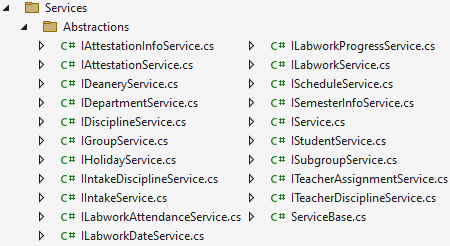 Services
Abstractions
C# IAttestationInfoService.cs
C# IAttestationService.cs
C# IDeaneryService.cs
C# IDepartmentService.cs
C# IDisciplineService.cs
C# IGroupService.cs
C# IHolidayService.cs
C# IIntakeDisciplineService.cs
C# IIntakeService.cs
C# ILabworkAttendanceService.cs
C# ILabworkDateService.cs
C# ILabworkProgressService.cs
C# ILabworkService.cs
C# IScheduleService.cs
C# ISemesterInfoService.cs
C# IService.cs
C# IStudentService.cs
C# ISubgroupService.cs
C# ITeacherAssignmentService.cs
C# ITeacherDisciplineService.cs
C# ServiceBase.cs